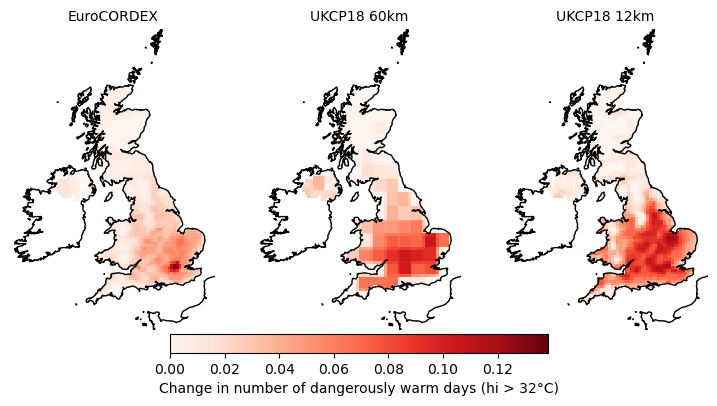 EuroCORDEX
UKCP18 60km
UKCP18 12km
0.00 0.02 0.04 0.06 0.08 0.10 0.12
Change in number of dangerously warm days (hi > 32°C)